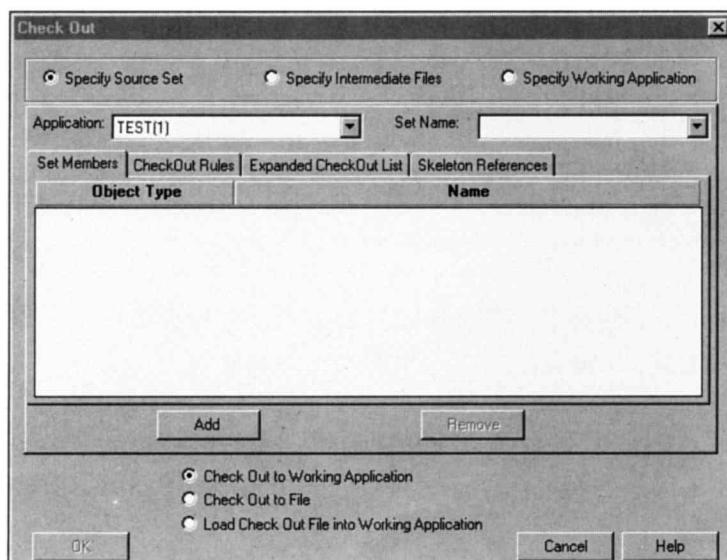 Check Out
Specify Source Set Specify Intermediate Files Specify Working Application
Application: TEST(1) Set Name:
Set Members CheckOut Rules Expanded CheckOut List Skeleton References
Object Type Name
Add Remove
Check Out to Working Application
Check Out to File
Load Check Out File into Working Application
OK Cancel Help